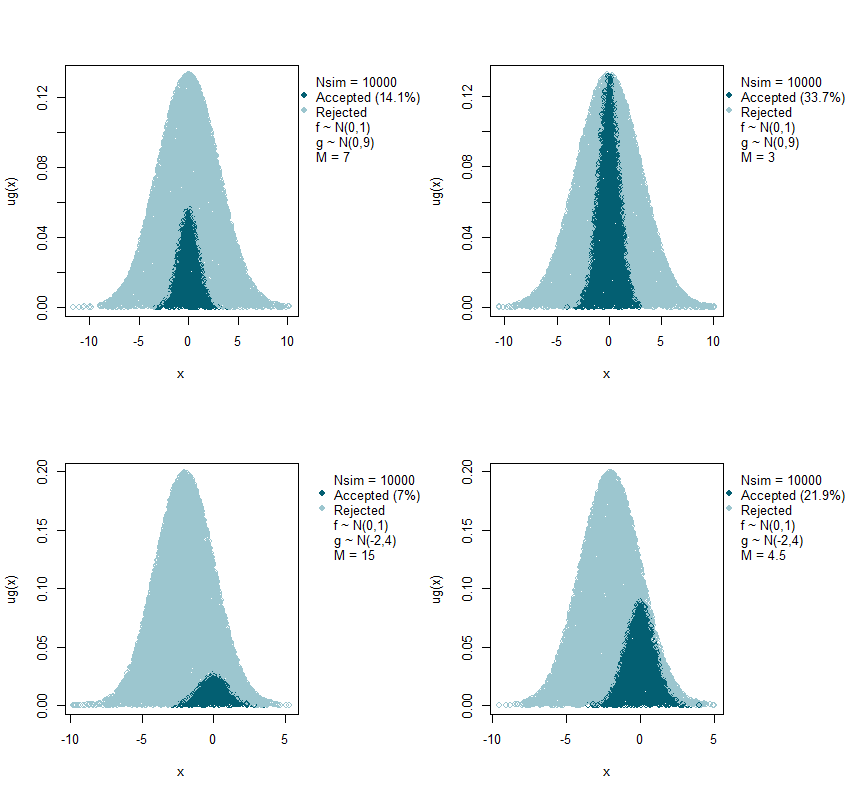 Nsim = 10000
Accepted (14.1%)
Rejected
f ~ N(0,1)
g ~ N(0,9)
M = 7
ug(x)
0.12
0.08
0.04
0.00
-10 -5 0 5 10
x
Nsim = 10000
Accepted (33.7%)
Rejected
f ~ N(0,1)
g ~ N(0,9)
M = 3
ug(x)
0.12
0.08
0.04
0.00
-10 -5 0 5 10
x
Nsim = 10000
Accepted (7%)
Rejected
f ~ N(0,1)
g ~ N(-2,4)
M = 15
ug(x)
0.20
0.15
0.10
0.05
0.00
-10 -5 0 5
x
Nsim = 10000
Accepted (21.9%)
Rejected
f ~ N(0,1)
g ~ N(-2,4)
M = 4.5
ug(x)
0.20
0.15
0.10
0.05
0.00
-10 -5 0 5
x